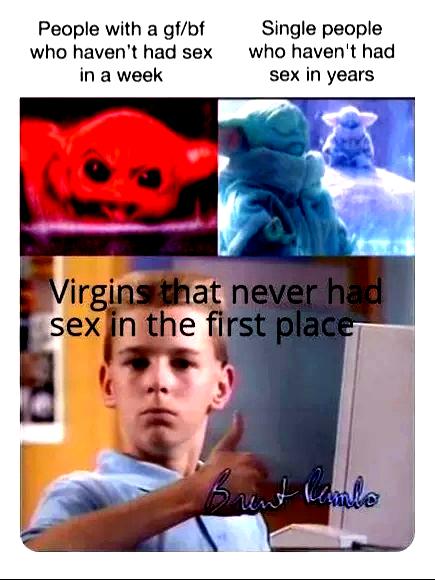 People with a gf/bf
who haven't had sex
in a week
Single people
who haven't had
sex in years
Virgins that never had
sex in the first place
Brent Rambo